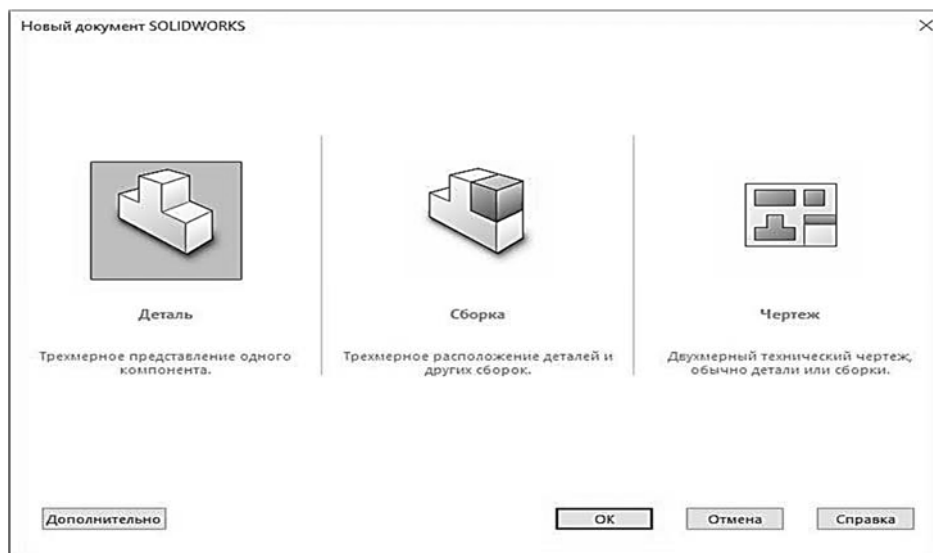 Новый документ SOLIDWORKS
Деталь
Трехмерное представление одного
компонента.
Сборка
Трехмерное расположение деталей и
других сборок.
Чертеж
Двухмерный технический чертеж,
обычно детали или сборки.
Дополнительно
ОК
Отмена
Справка